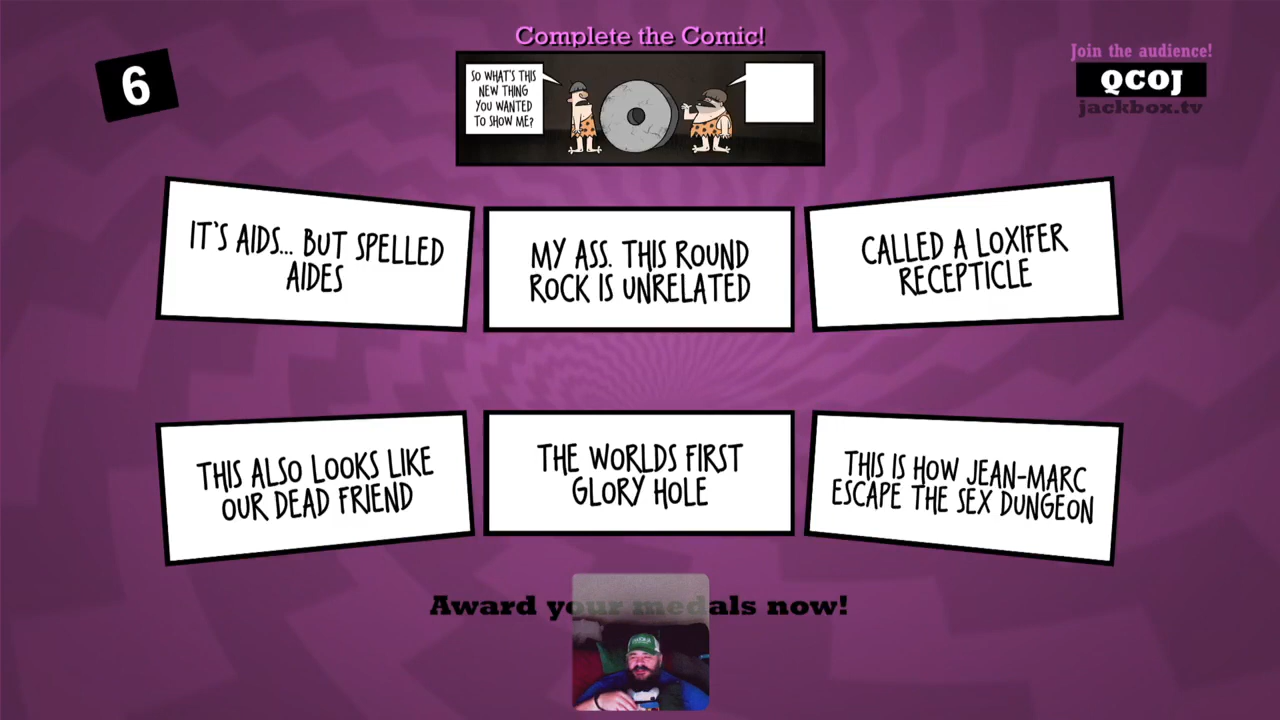 Complete the Comic!
6
SO WHAT'S THIS
NEW THING
YOU WANTED
TO SHOW ME?
Join the audience!
QCOJ
jackbox.tv
IT'S AIDS... BUT SPELLED
AIDES
MY ASS. THIS ROUND
ROCK IS UNRELATED
CALLED A LOXIFER
RECEPTICLE
THIS ALSO LOOKS LIKE
OUR DEAD FRIEND
THE WORLDS FIRST
GLORY HOLE
THIS IS HOW JEAN-MARC
ESCAPE THE SEX DUNGEON
Award your medals now!